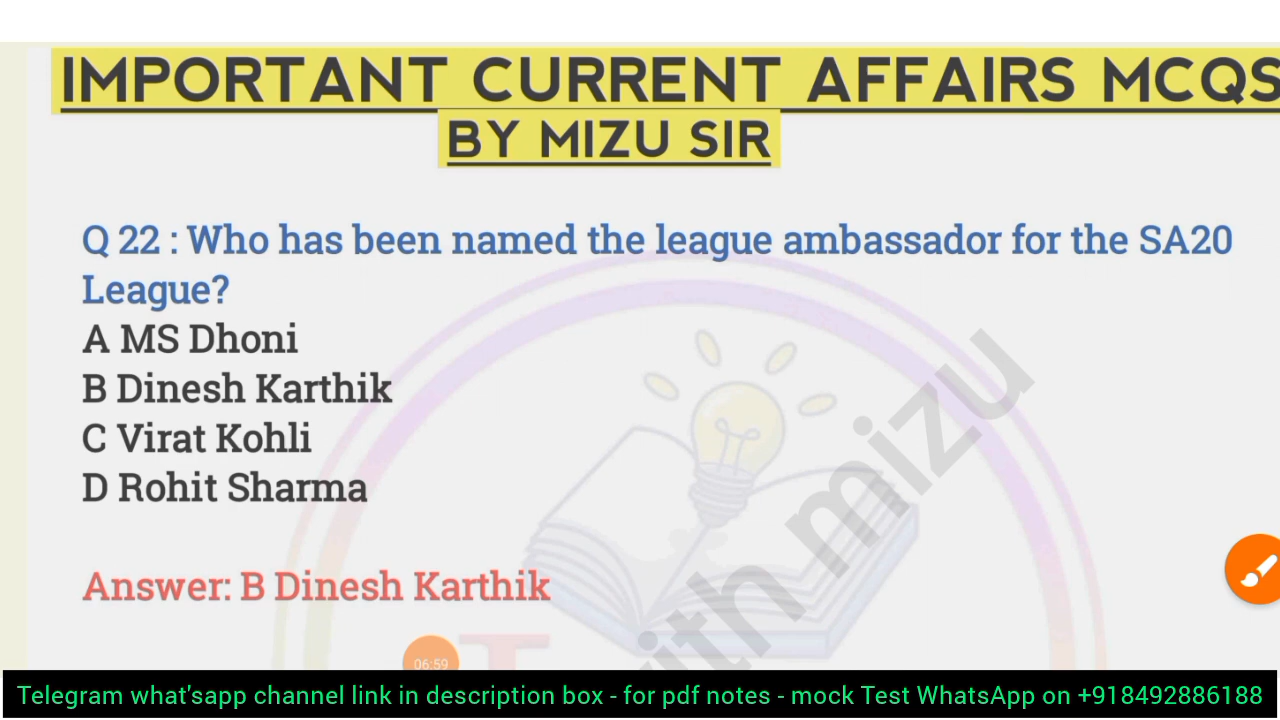 IMPORTANT CURRENT AFFAIRS MCQS
BY MIZU SIR
Q 22 : Who has been named the league ambassador for the SA20
League?
A MS Dhoni
B Dinesh Karthik
C Virat Kohli
D Rohit Sharma
Answer: B Dinesh Karthik
with mizu
06:59
Telegram what'sapp channel link in description box - for pdf notes - mock Test WhatsApp on +918492886188